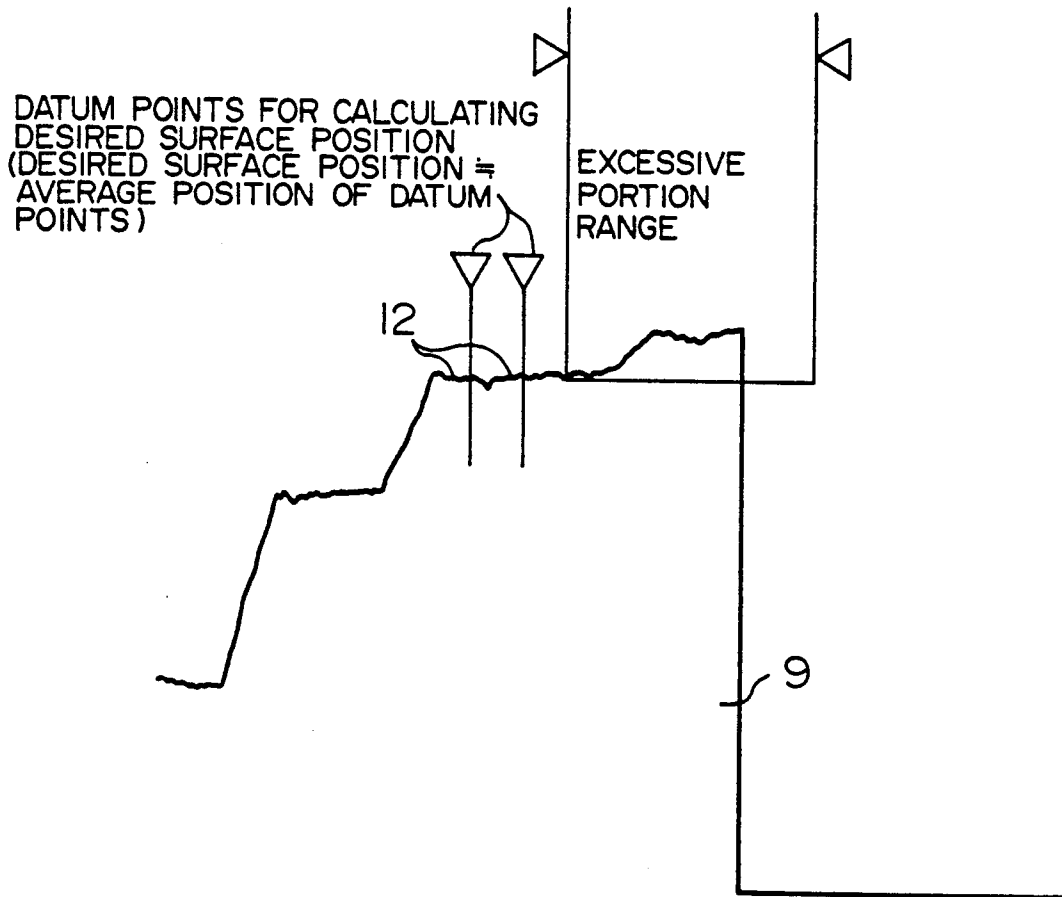 DATUM POINTS FOR CALCULATING
DESIRED SURFACE POSITION
(DESIRED SURFACE POSITION ≒
AVERAGE POSITION OF DATUM
POINTS)
EXCESSIVE
PORTION
RANGE
12
9